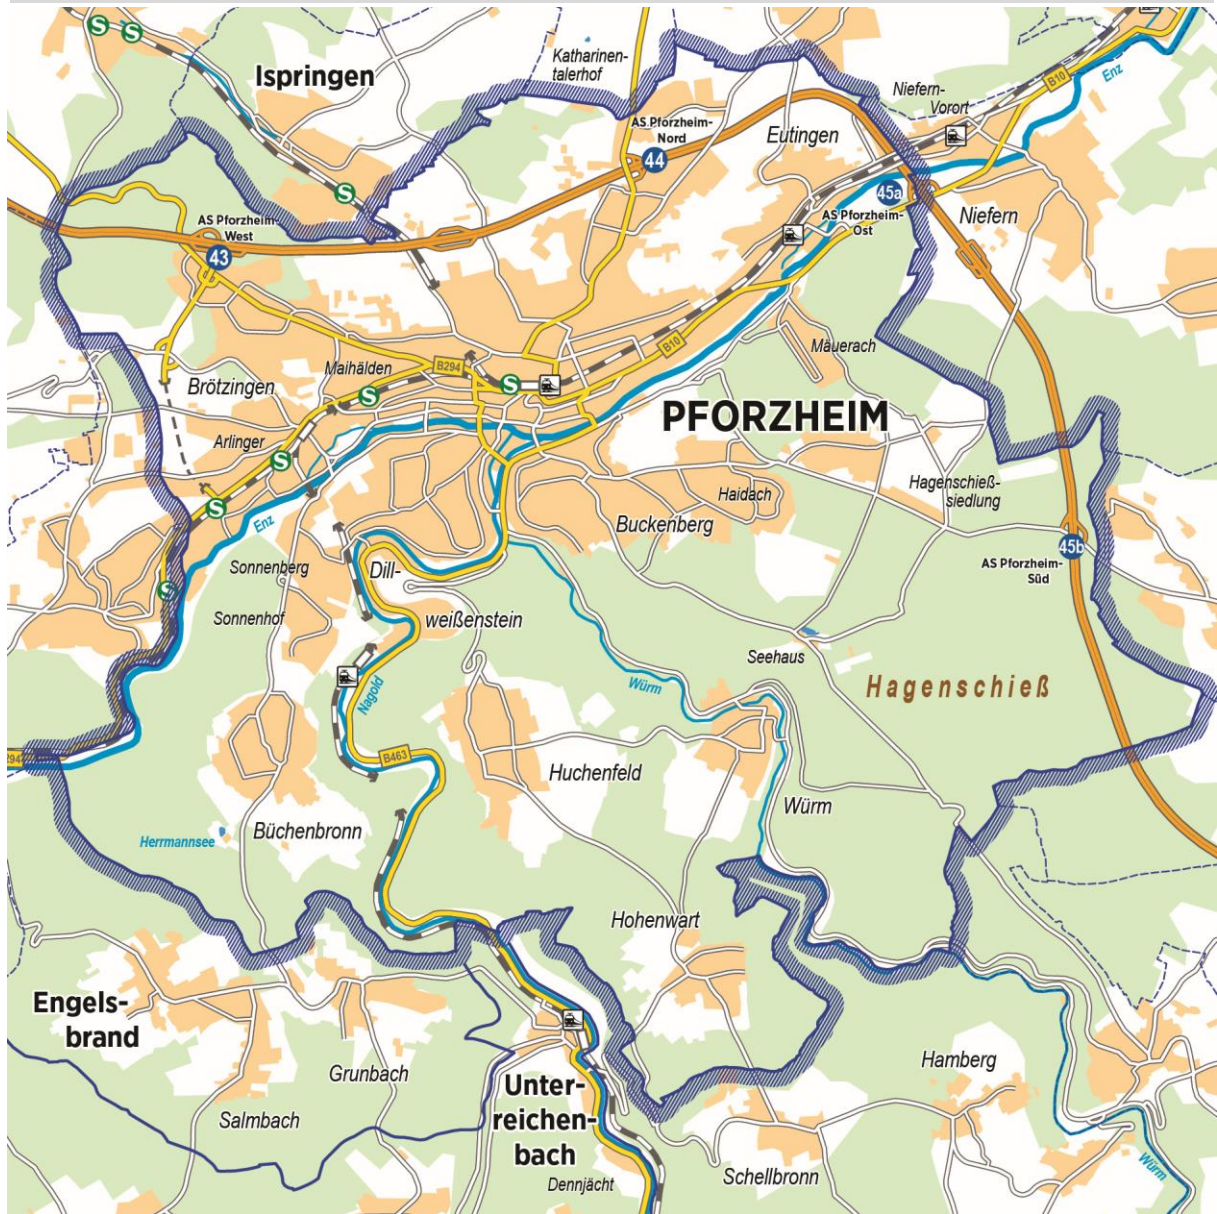 S
S
Ispringen
Katharinen-
talerhof
B10
Enz
Niefern-
Vorort
AS Pforzheim-
Nord
44
Eutingen
S
45a
AS Pforzheim-
Ost
Niefern
AS Pforzheim-
West
43
Mauerach
B10
B294
Maihälden
S
S
Brötzingen
PFORZHEIM
Arlinger
S
S
Enz
Haidach
Buckenberg
Hagenschieß-
siedlung
45b
AS Pforzheim-
Süd
Sonnenberg
Dill-
weißenstein
S
Sonnenhof
Seehaus
Würm
Hagenschieß
Nagold
B463
294
Huchenfeld
Würm
Büchenbronn
Herrmannsee
Hohenwart
Engels-
brand
Grunbach
Salmbach
Unter-
reichen-
bach
Dennjächt
Schellbronn
Hamberg
Würm